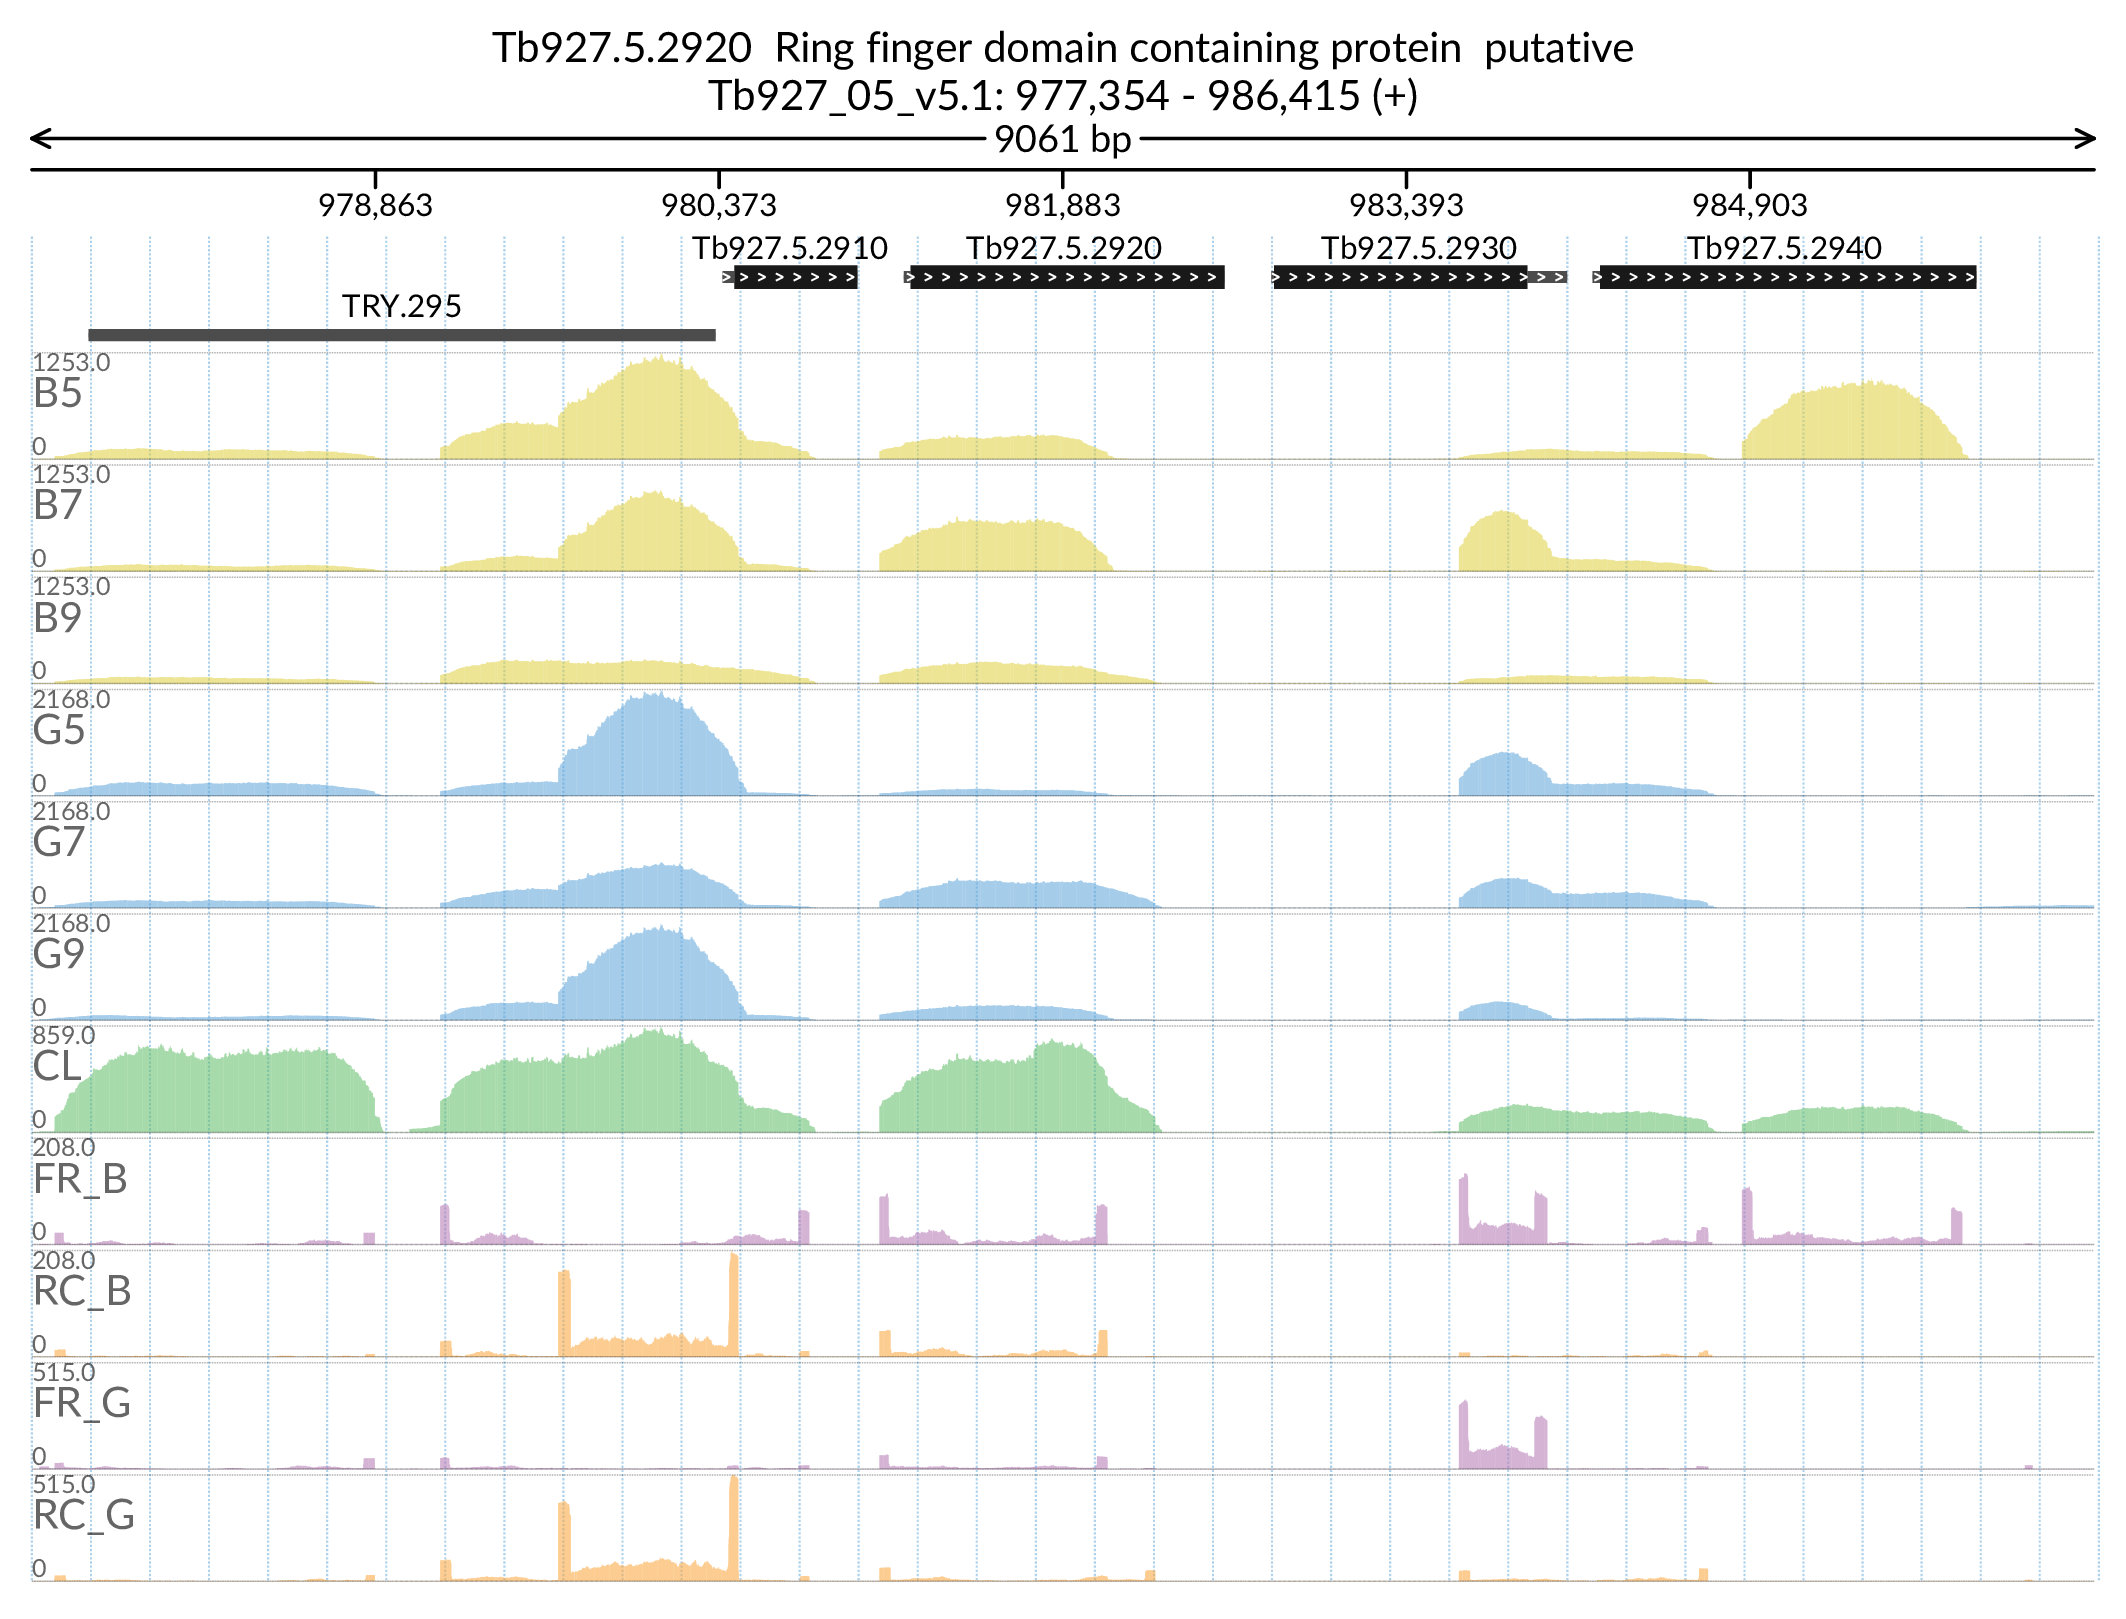 Tb927.5.2920  Ring finger domain containing protein  putative
Tb927_05_v5.1: 977,354 - 986,415 (+)
9061 bp
978,863 980,373 981,883 983,393 984,903
Tb927.5.2910 Tb927.5.2920 Tb927.5.2930 Tb927.5.2940
TRY.295
1253.0
B5
0
1253.0
B7
0
1253.0
B9
0
2168.0
G5
0
2168.0
G7
0
2168.0
G9
0
859.0
CL
0
208.0
FR_B
0
208.0
RC_B
0
515.0
FR_G
0
515.0
RC_G
0